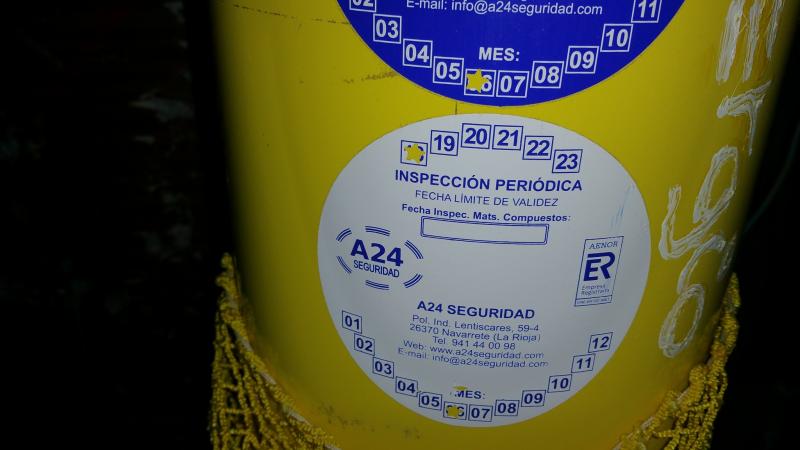 E-mail: info@a24seguridad.com
02
03
04
05
07
08
09
10
11
MES:
19
20
21
22
23
INSPECCIÓN PERIÓDICA
FECHA LÍMITE DE VALIDEZ
Fecha Inspec. Mats. Compuestos:
A24
SEGURIDAD
AENOR
ER
Empresa
Registrada
A24 SEGURIDAD
Pol. Ind. Lentiscares, 59-4
26370 Navarrete (La Rioja)
Tel. 941 44 00 98
Web: www.a24seguridad.com
E-mail: info@a24seguridad.com
MES:
01
02
03
04
05
07
08
09
10
11
12